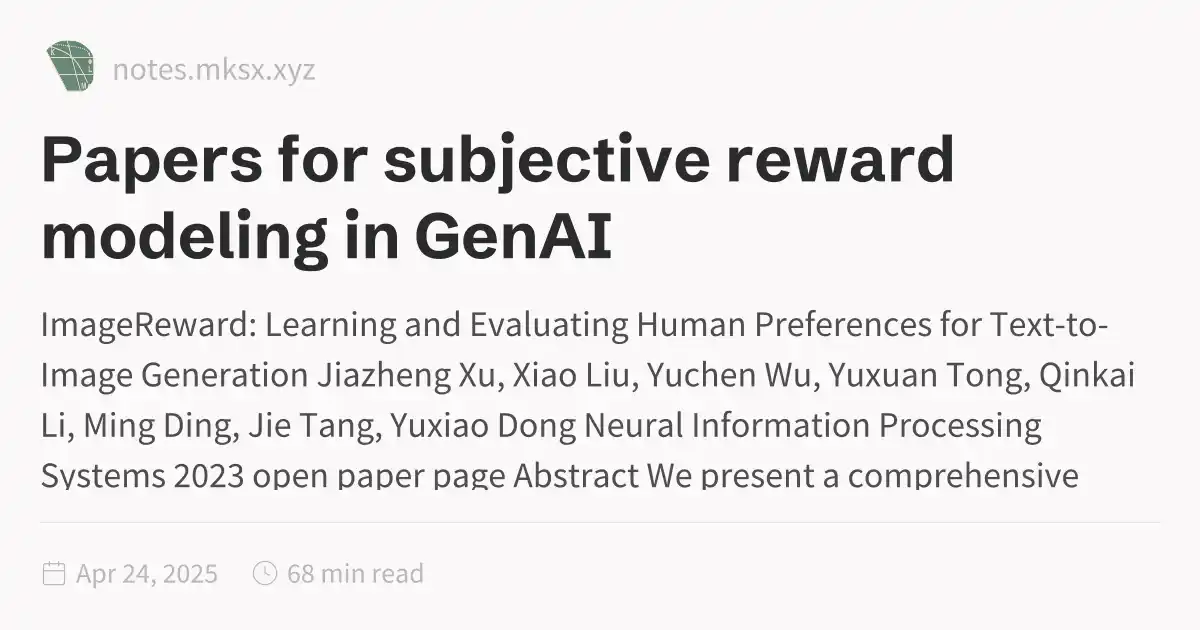 notes.mksx.xyz
Papers for subjective reward
modeling in GenAI
ImageReward: Learning and Evaluating Human Preferences for Text-to-
Image Generation Jiazheng Xu, Xiao Liu, Yuchen Wu, Yuxuan Tong, Qinkai
Li, Ming Ding, Jie Tang, Yuxiao Dong Neural Information Processing
Systems 2023 open paper page Abstract We present a comprehensive
Apr 24, 2025 68 min read